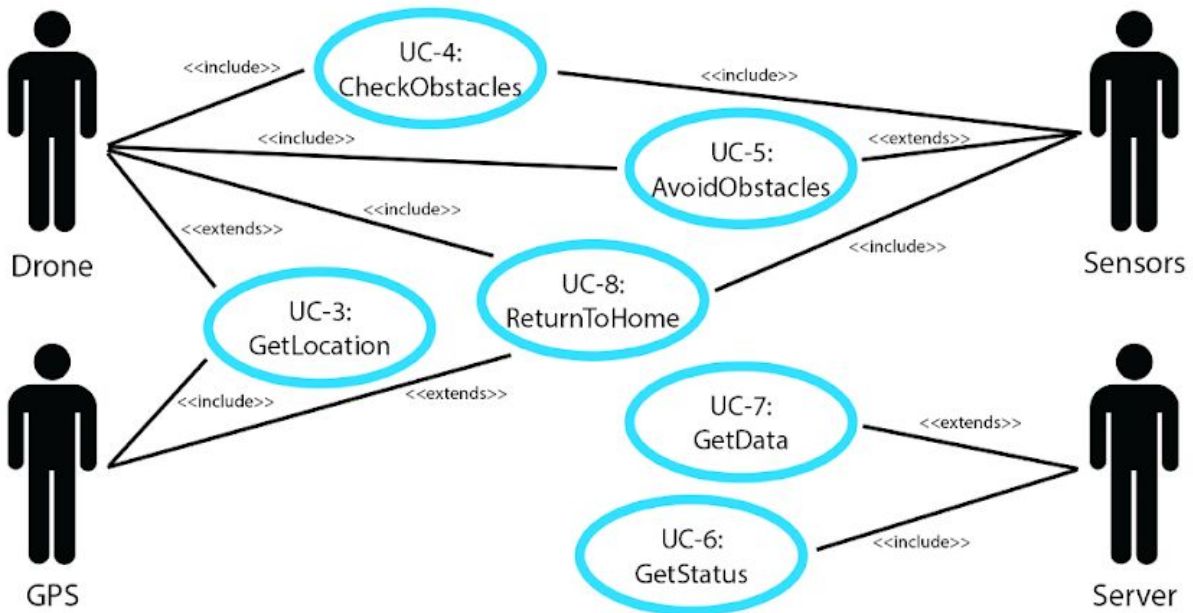 UC-4:
CheckObstacles
<<include>>
<<include>>
<<include>>
<<extends>>
UC-5:
AvoidObstacles
<<include>>
<<extends>>
<<include>>
Drone
Sensors
UC-8:
ReturnToHome
UC-3:
GetLocation
<<include>>
<<extends>>
UC-7:
GetData
<<extends>>
UC-6:
GetStatus
<<include>>
GPS
Server